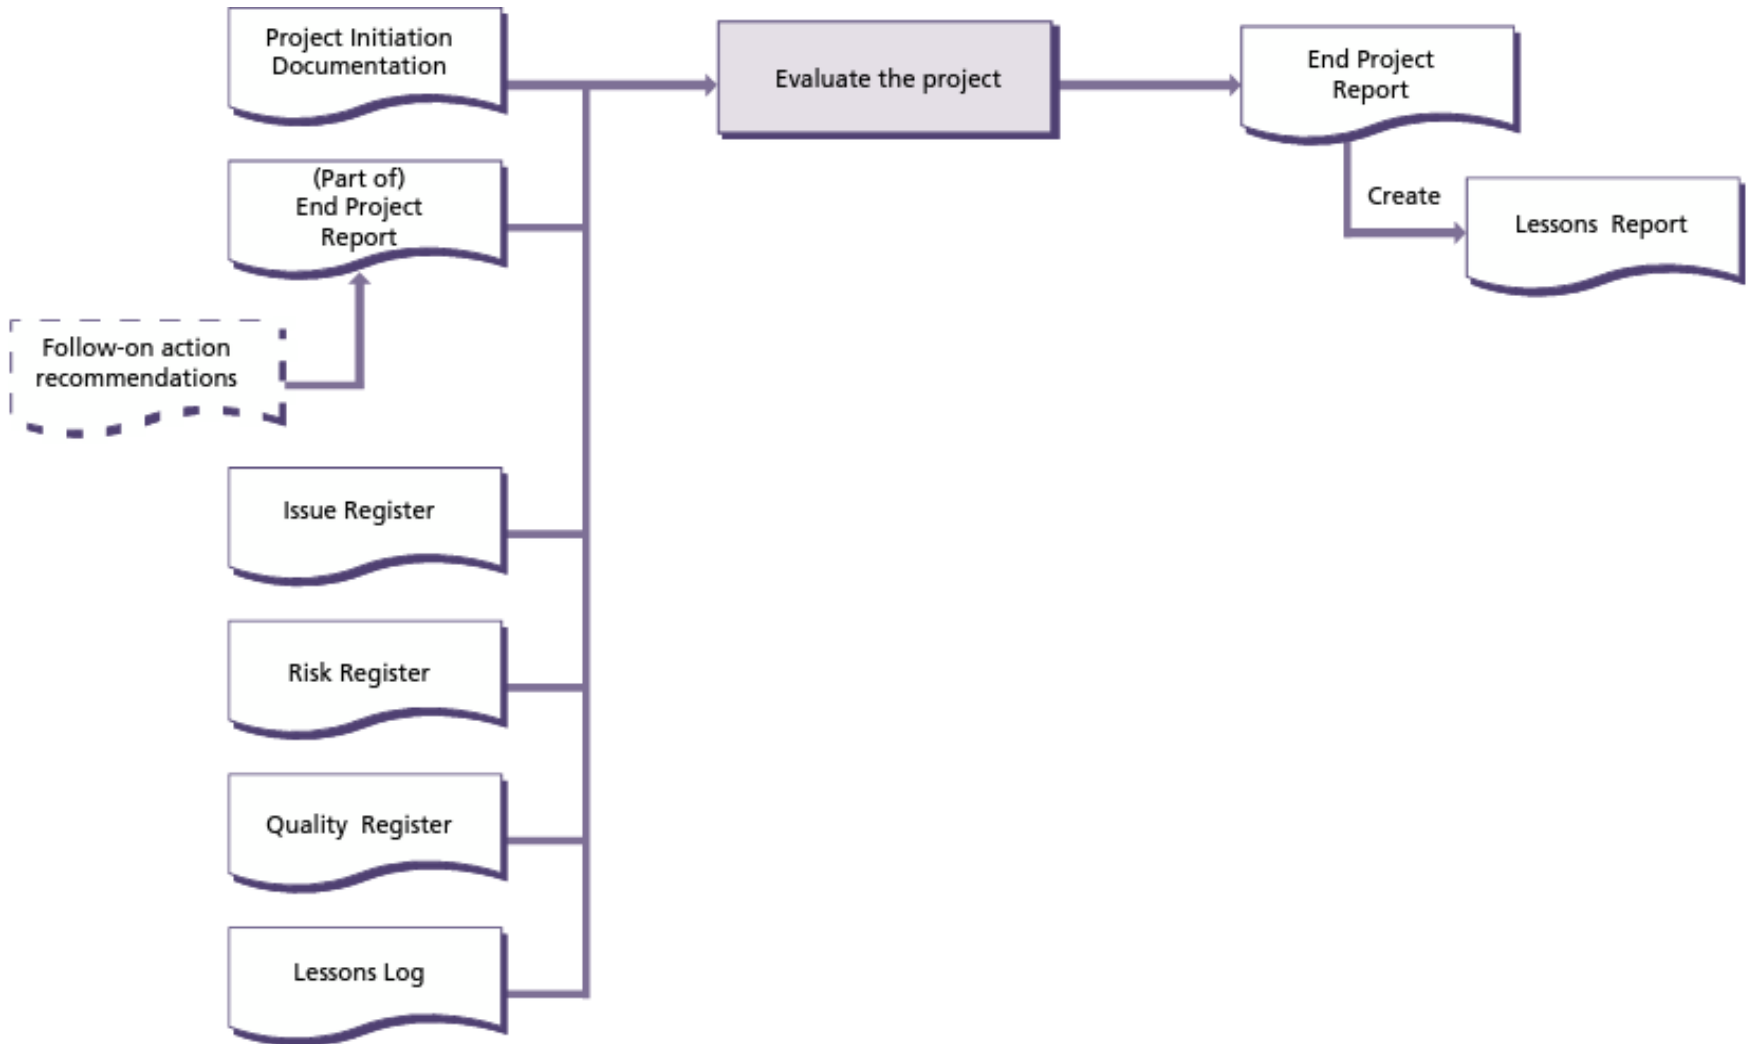 Project Initiation
Documentation
Evaluate the project
End Project
Report
(Part of)
End Project
Report
Create
Lessons Report
Follow-on action
recommendations
Issue Register
Risk Register
Quality Register
Lessons Log